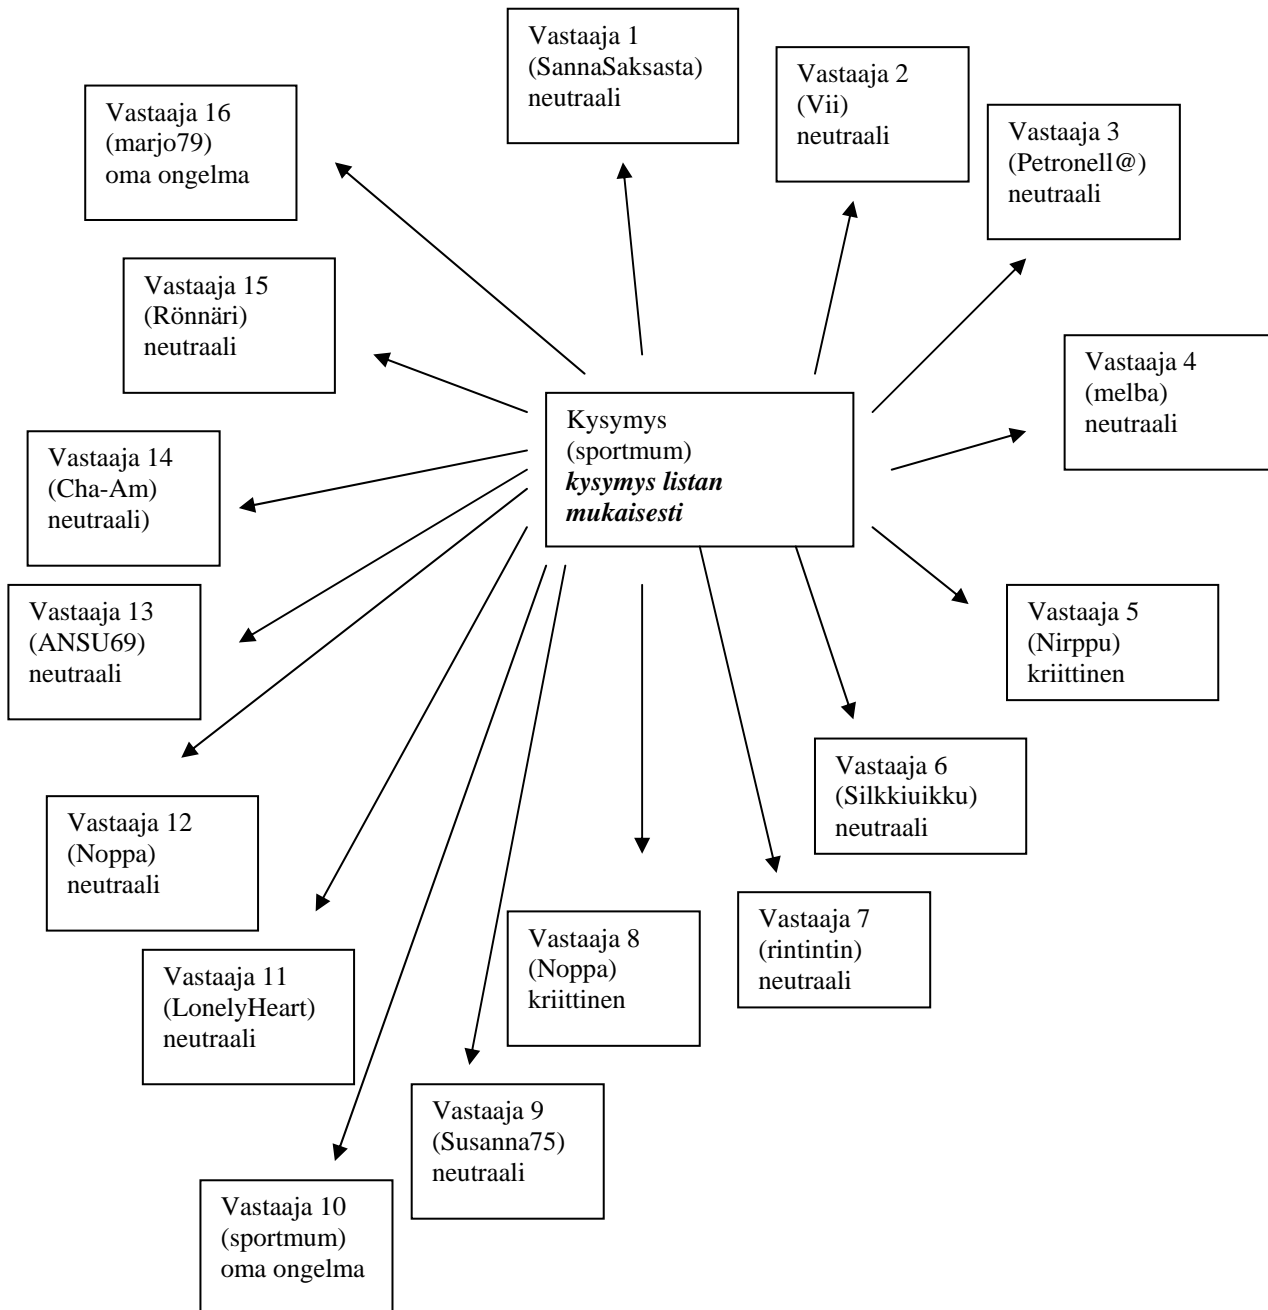 Vastaaja 1
(SannaSaksasta)
neutraali
Vastaaja 2
(Vii)
neutraali
Vastaaja 3
(Petronell@)
neutraali
Vastaaja 4
(melba)
neutraali
Vastaaja 5
(Nirppu)
kriittinen
Vastaaja 6
(Silkkiuikku)
neutraali
Vastaaja 7
(rintintin)
neutraali
Vastaaja 8
(Noppa)
kriittinen
Vastaaja 9
(Susanna75)
neutraali
Vastaaja 10
(sportmum)
oma ongelma
Vastaaja 11
(LonelyHeart)
neutraali
Vastaaja 12
(Noppa)
neutraali
Vastaaja 13
(ANSU69)
neutraali
Vastaaja 14
(Cha-Am)
neutraali)
Vastaaja 15
(Rönnäri)
neutraali
Vastaaja 16
(marjo79)
oma ongelma
Kysymys
(sportmum)
kysymys listan
mukaisesti